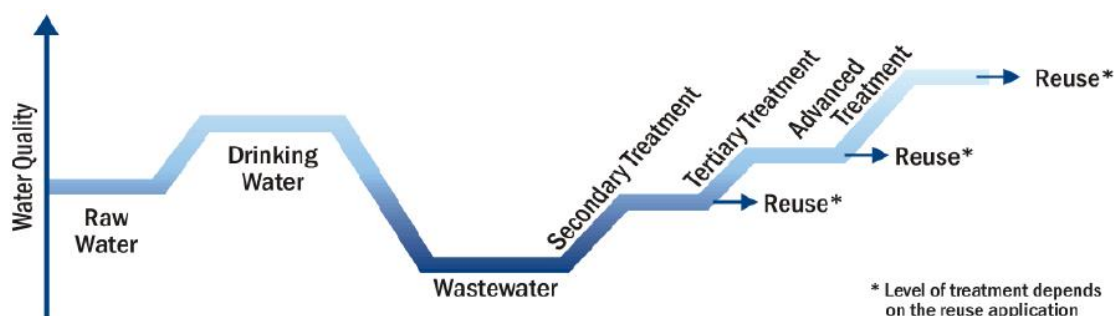 Water Quality
Raw
Water
Drinking
Water
Wastewater
Secondary Treatment
Tertiary Treatment
Advanced
Treatment
Reuse*
Reuse*
Reuse*
* Level of treatment depends
on the reuse application